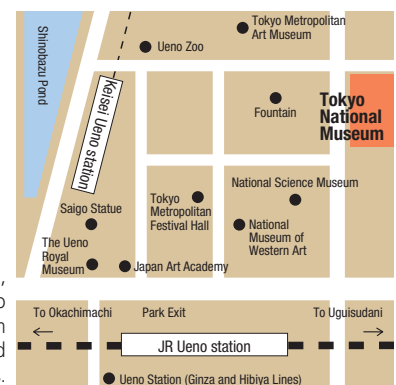 Tokyo Metropolitan
Art Museum
Ueno Zoo
Shinobazu Pond
Keisei Ueno station
Fountain
Tokyo
National
Museum
National Science Museum
Saigo Statue
Tokyo
Metropolitan
Festival Hall
National
Museum of
Western Art
The Ueno
Royal
Museum
Japan Art Academy
To Okachimachi
Park Exit
To Uguisudani
JR Ueno station
Ueno Station (Ginza and Hibiya Lines)